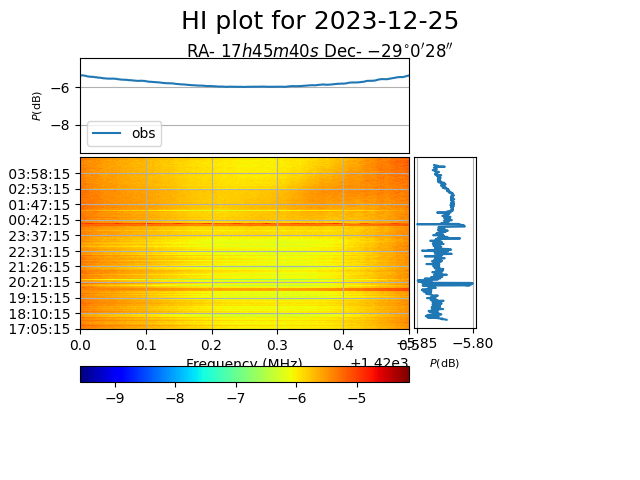 HI plot for 2023-12-25
RA- 17h45m40s Dec- −29°0′28″
P(dB)
−6
−8
obs
03:58:15
02:53:15
01:47:15
00:42:15
23:37:15
22:31:15
21:26:15
20:21:15
19:15:15
18:10:15
17:05:15
0.0 0.1 0.2 0.3 0.4 0.5
Frequency (MHz)
+1.42e3
−5.85 −5.80
P(dB)
−9 −8 −7 −6 −5